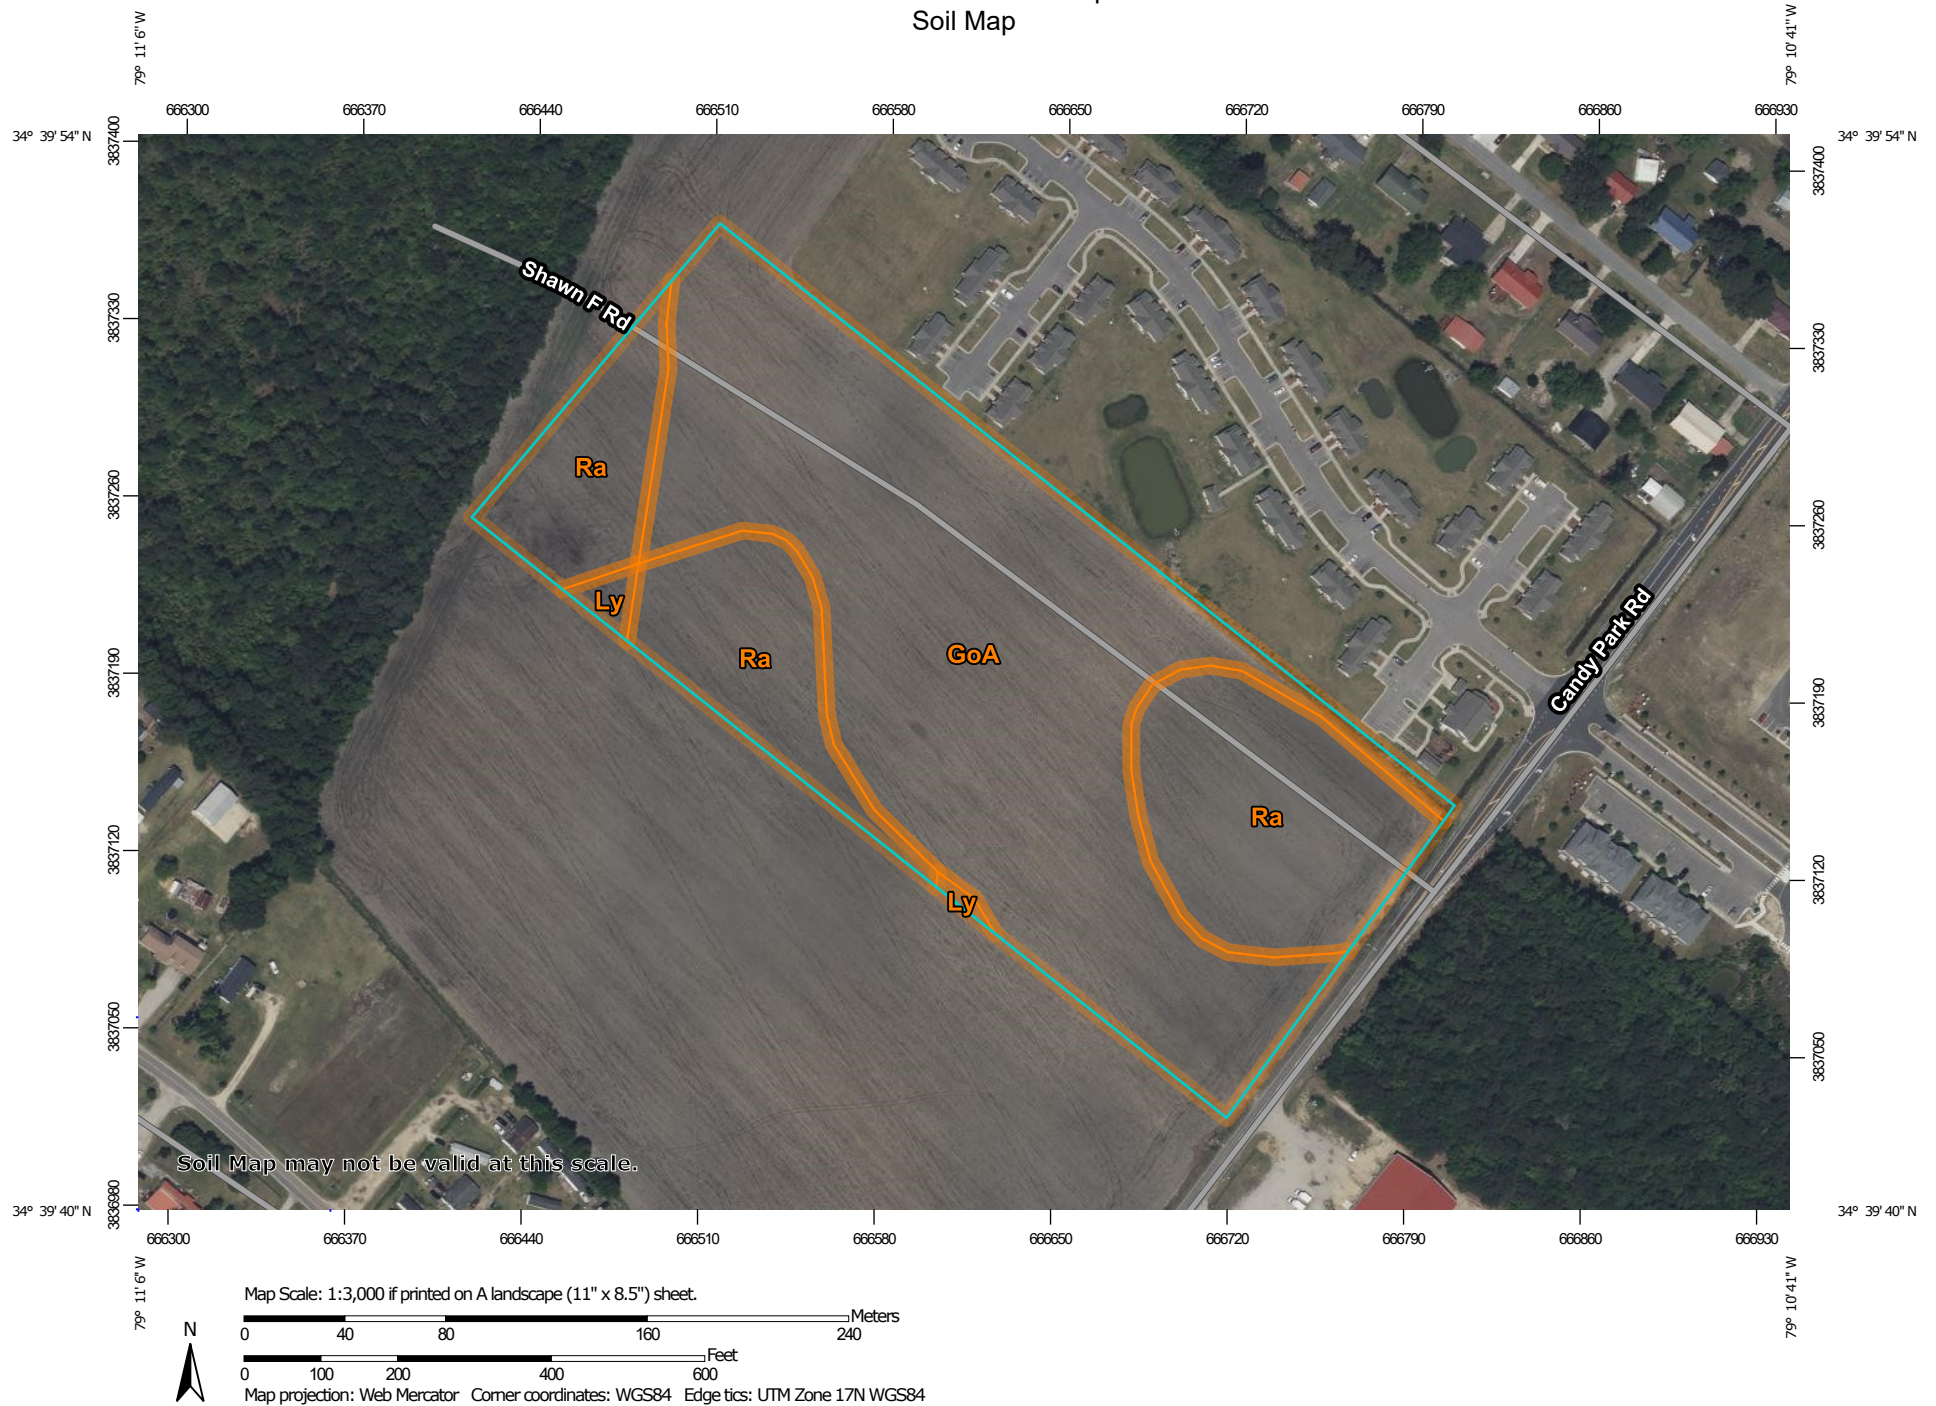 Soil Map
79° 11' 6'' W
79° 10' 41'' W
666300 666370 666440 666510 666580 666650 666720 666790 666860 666930
34° 39' 54'' N
34° 39' 54'' N
3837400
3837400
3837330
3837330
3837260
3837260
3837190
3837190
3837120
3837120
3837050
3837050
3836980
Shawn F Rd
Ra
Ly
Ra
GoA
Candy Park Rd
Ra
Ly
Soil Map may not be valid at this scale.
34° 39' 40'' N
34° 39' 40'' N
666300 666370 666440 666510 666580 666650 666720 666790 666860 666930
79° 11' 6'' W
79° 10' 41'' W
Map Scale: 1:3,000 if printed on A landscape (11" x 8.5") sheet.
Meters
0 40 80 160 240
Feet
0 100 200 400 600
N
Map projection: Web Mercator Corner coordinates: WGS84 Edge tics: UTM Zone 17N WGS84